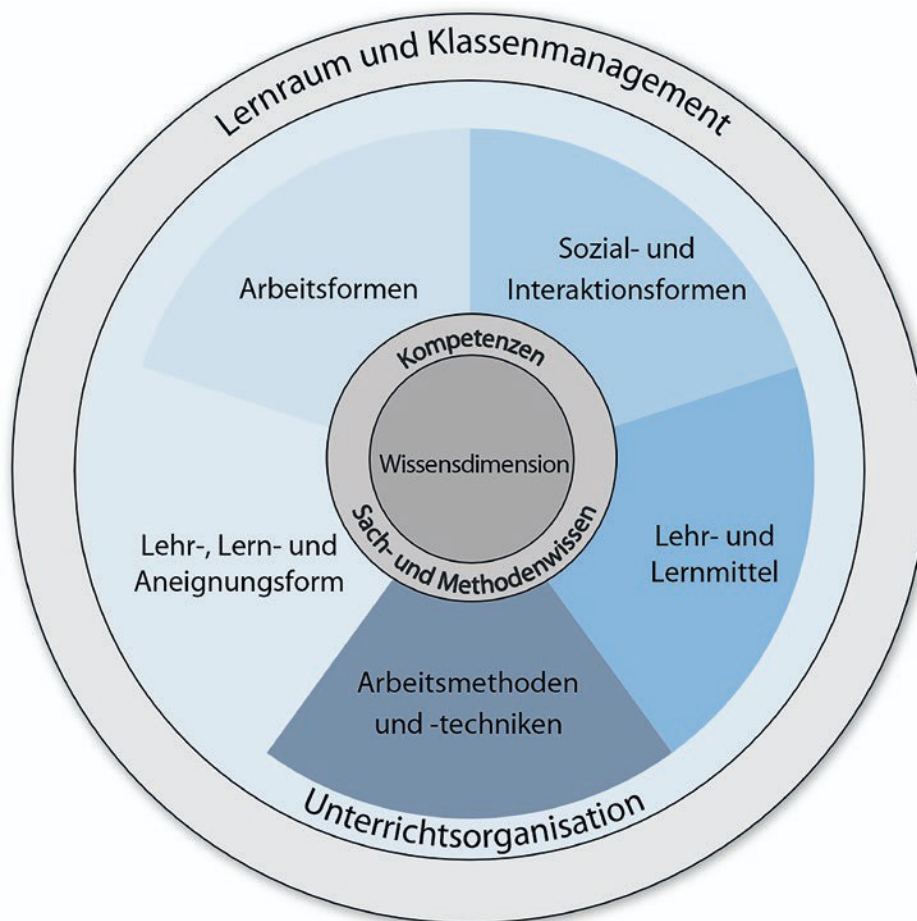 Lernraum und Klassenmanagement
Arbeitsformen
Sozial- und
Interaktionsformen
Kompetenzen
Wissensdimension
Sach- und Methodenwissen
Lehr-, Lern- und
Aneignungsform
Lehr- und
Lernmittel
Arbeitsmethoden
und -techniken
Unterrichtsorganisation